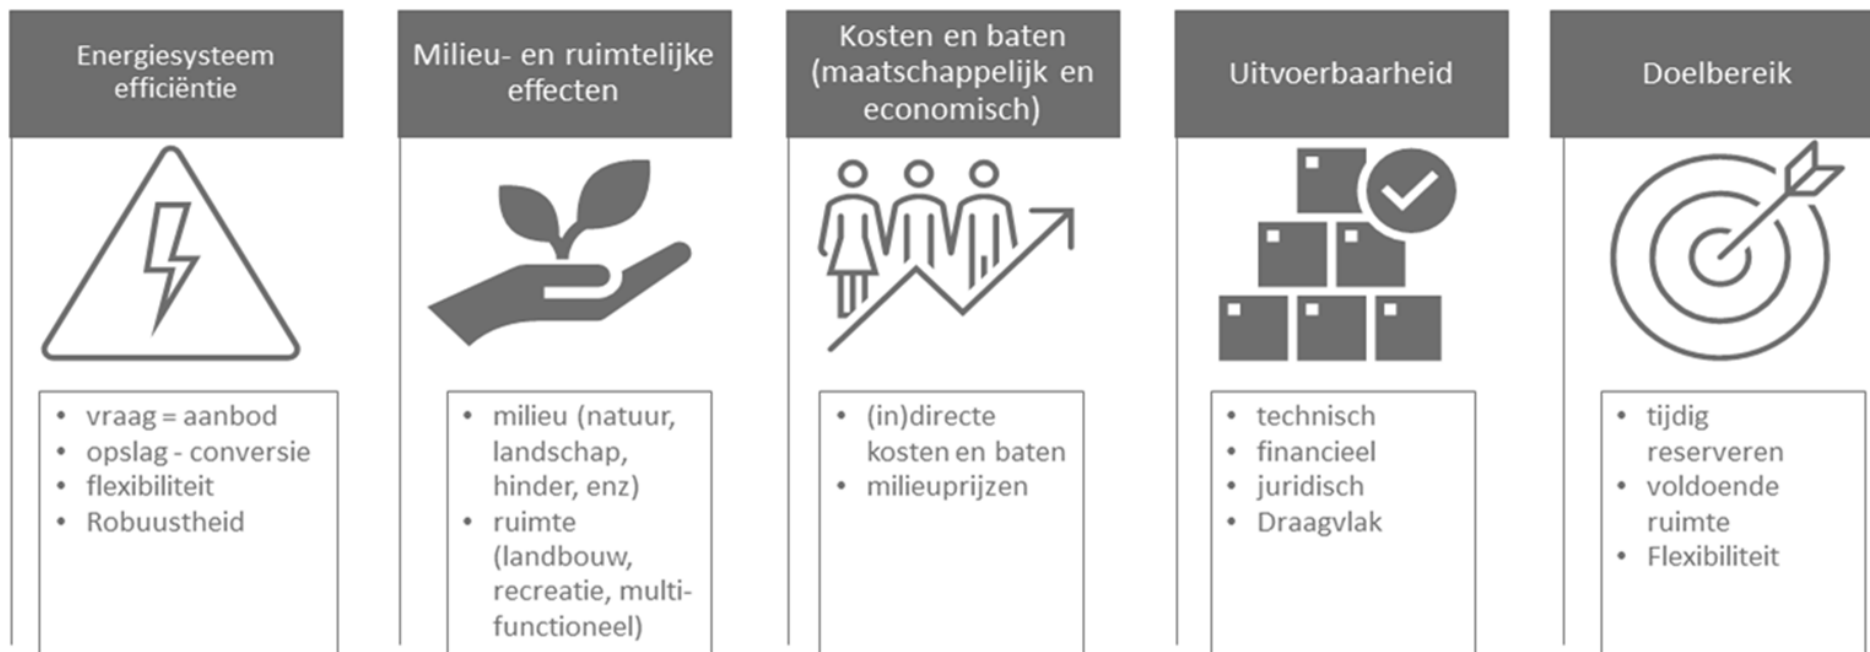 Energiesysteem
efficiëntie
• vraag = aanbod
• opslag - conversie
• flexibiliteit
• Robuustheid
Milieu- en ruimtelijke
effecten
• milieu (natuur,
landschap,
hinder, enz)
• ruimte
(landbouw,
recreatie, multi-
functioneel)
Kosten en baten
(maatschappelijk en
economisch)
• (in)directe
kosten en baten
• milieuprijzen
Uitvoerbaarheid
• technisch
• financieel
• juridisch
• Draagvlak
Doelbereik
• tijdig
reserveren
• voldoende
ruimte
• Flexibiliteit